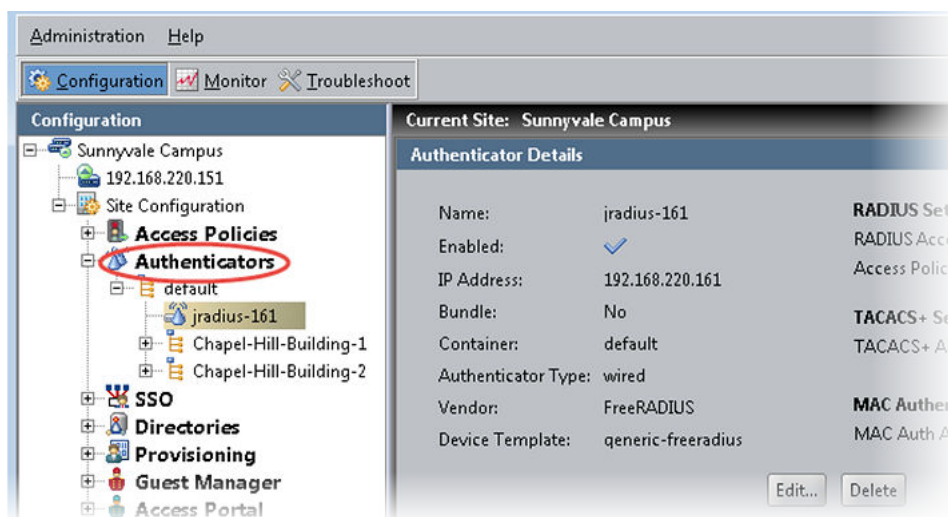 Administration Help
Configuration Monitor Troubleshoot
Configuration
Sunnyvale Campus
192.168.220.151
Site Configuration
Access Policies
Authenticators
default
jradius-161
Chapel-Hill-Building-1
Chapel-Hill-Building-2
SSO
Directories
Provisioning
Guest Manager
Access Portal
Current Site: Sunnyvale Campus
Authenticator Details
Name: jradius-161
Enabled:
IP Address: 192.168.220.161
Bundle: No
Container: default
Authenticator Type: wired
Vendor: FreeRADIUS
Device Template: generic-freeradius
RADIUS Set
RADIUS Acc
Access Polic
TACACS+ Se
TACACS+ A
MAC Authe
MAC Auth A
Edit... Delete